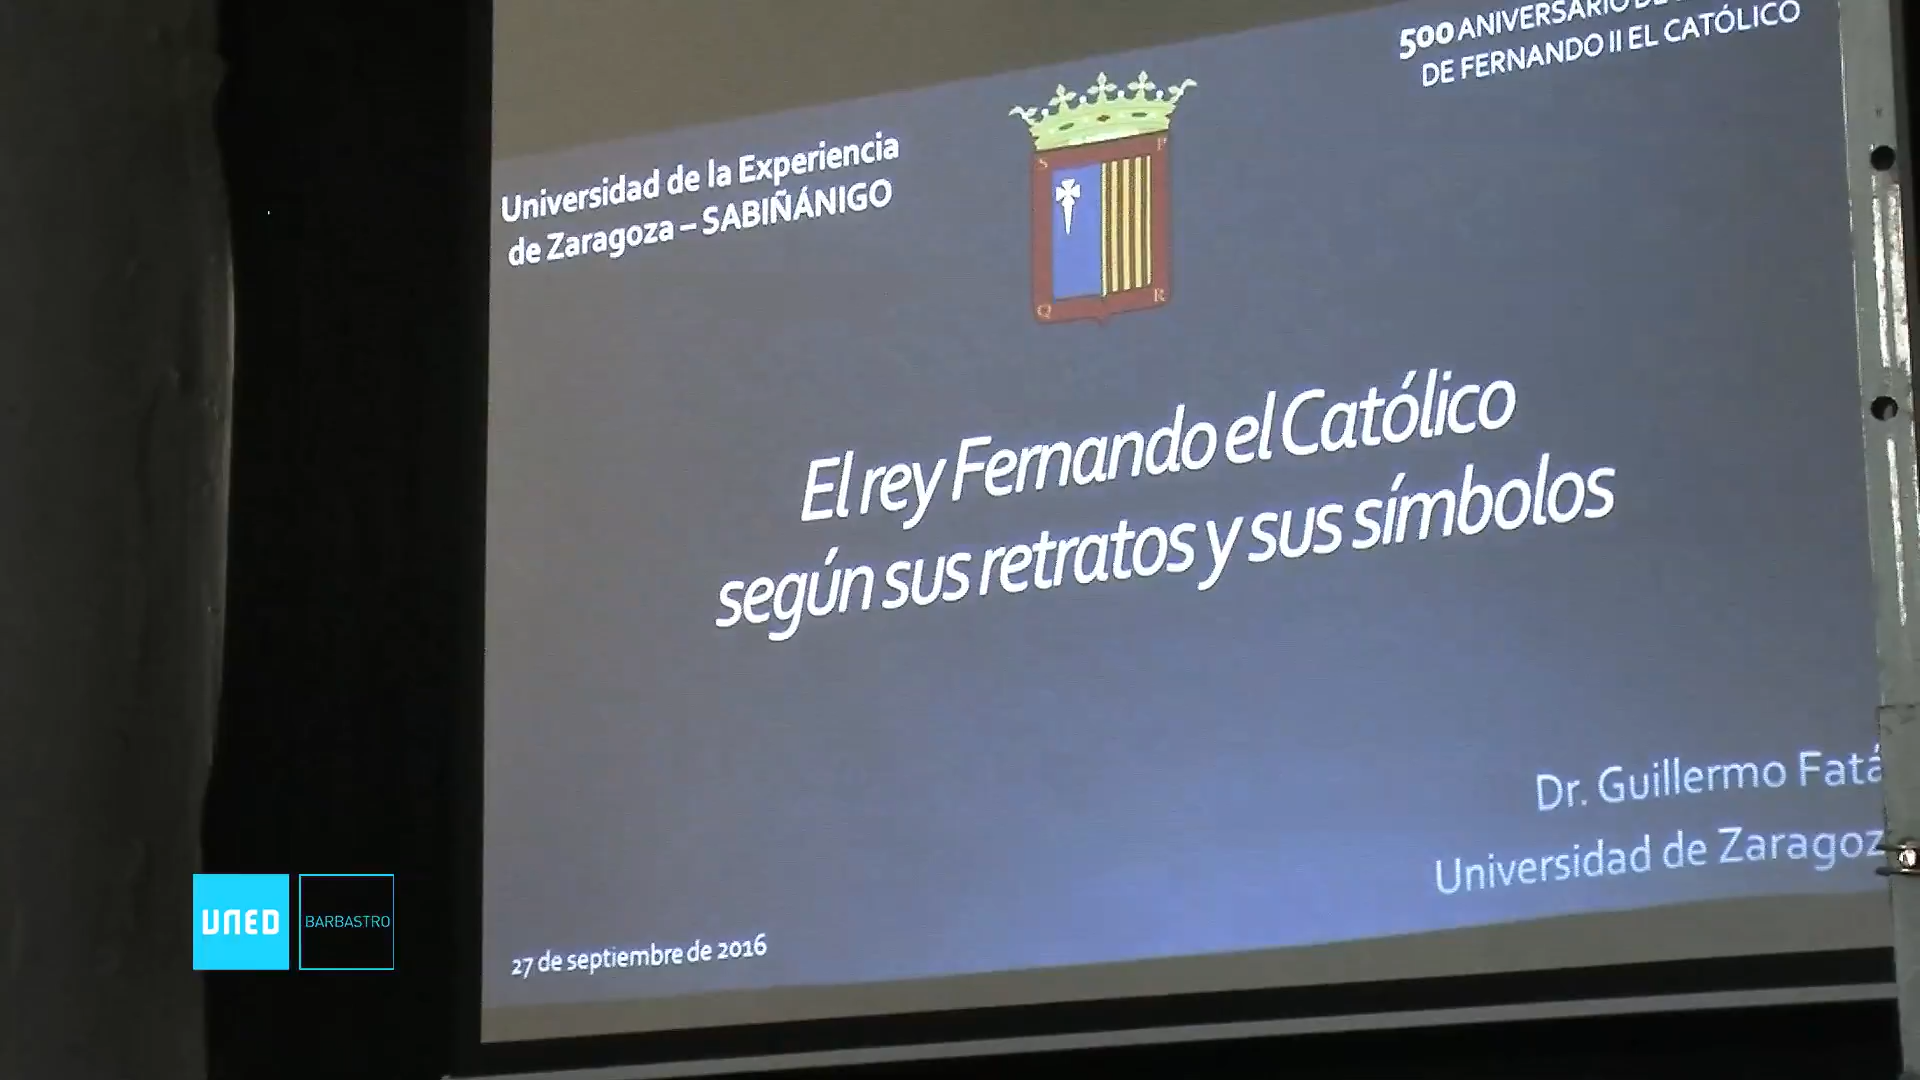 500 ANIVERSARIO DE
DE FERNANDO II EL CATÓLICO
Universidad de la Experiencia
de Zaragoza – SABIÑÁNIGO
S P
Q R
El rey Fernando el Católico
según sus retratos y sus símbolos
Dr. Guillermo Fatá
Universidad de Zaragoz
27 de septiembre de 2016
UNED BARBASTRO